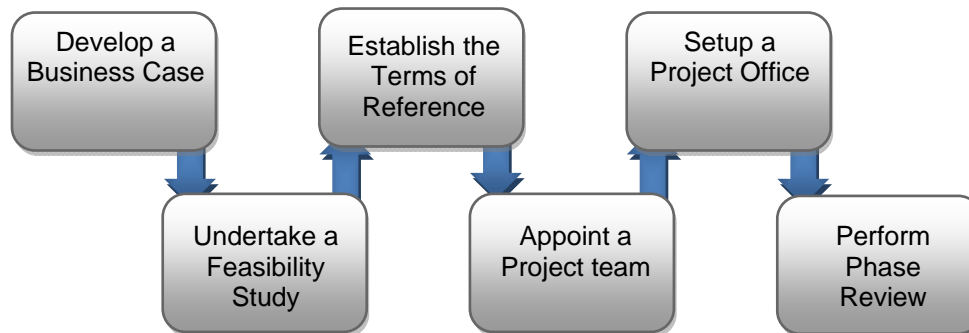 Develop a
Business Case
Undertake a
Feasibility
Study
Establish the
Terms of
Reference
Appoint a
Project team
Setup a
Project Office
Perform
Phase
Review